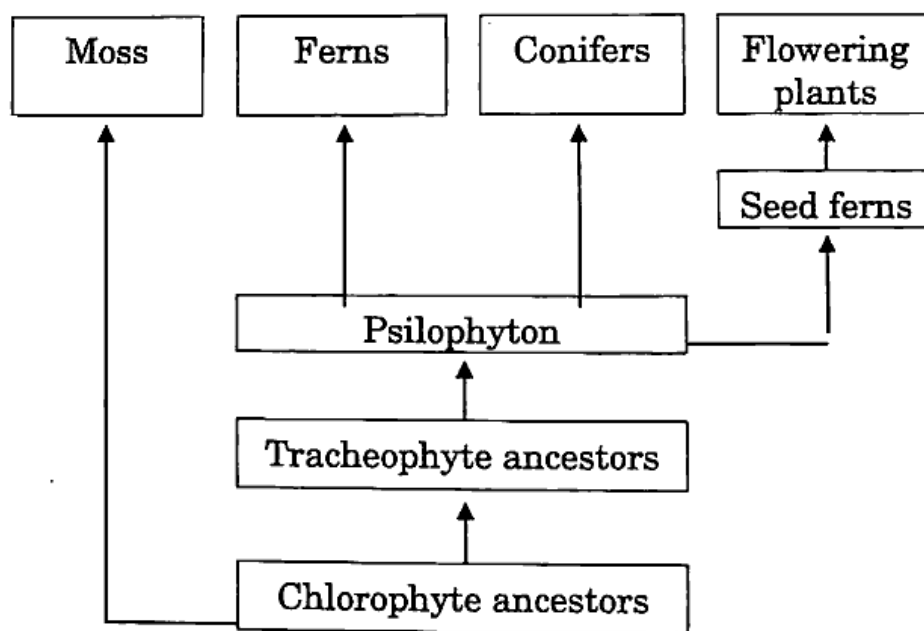 Moss
Ferns
Conifers
Flowering
plants
Seed ferns
Psilophyton
Tracheophyte ancestors
Chlorophyte ancestors